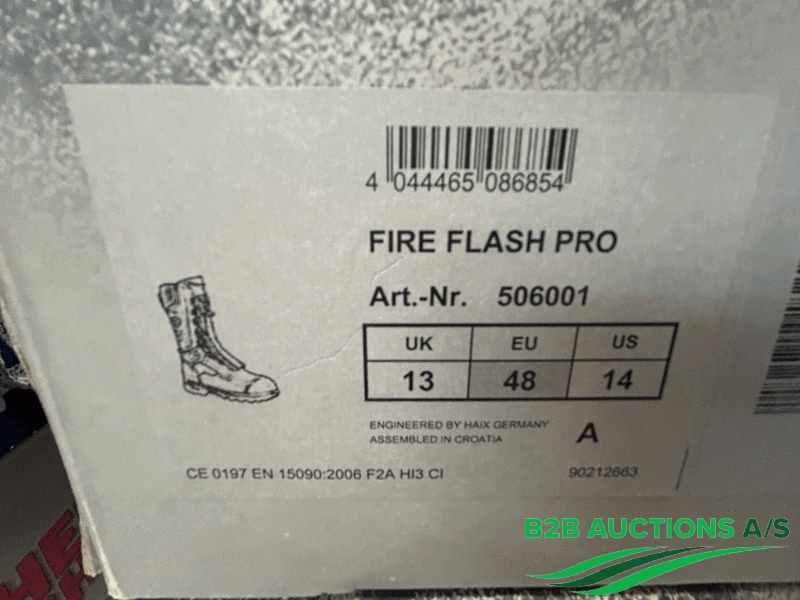 4 044465 086854
FIRE FLASH PRO
Art.-Nr. 506001
UK EU US
13 48 14
ENGINEERED BY HAIX GERMANY
ASSEMBLED IN CROATIA
A
CE 0197 EN 15090:2006 F2A HI3 CI
90212663
B2B AUCTIONS A/S